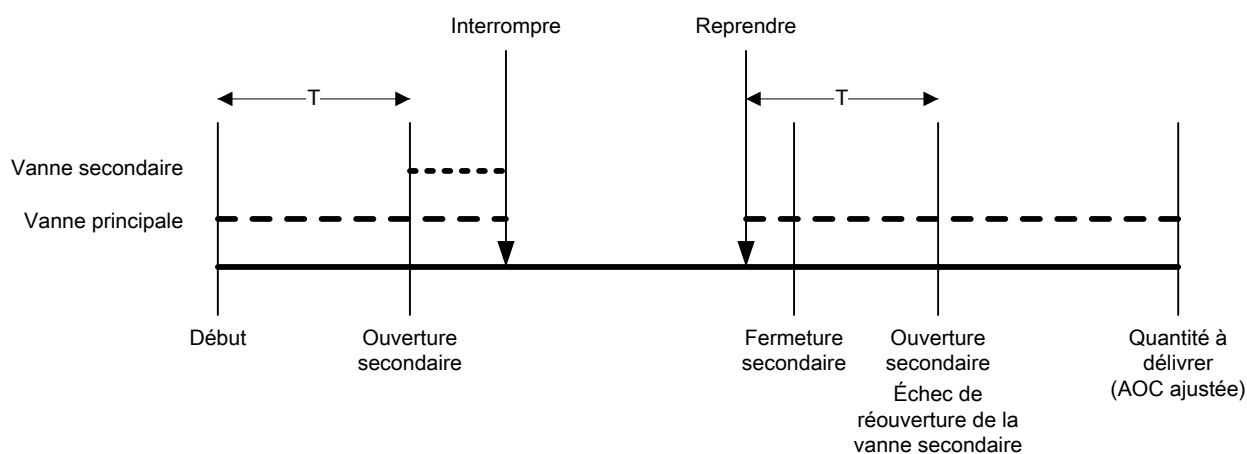 Interrompre
Reprendre
T
T
Vanne secondaire
Vanne principale
Début
Ouverture
secondaire
Fermeture
secondaire
Ouverture
secondaire
Échec de
réouverture de la
vanne secondaire
Quantité à
délivrer
(AOC ajustée)